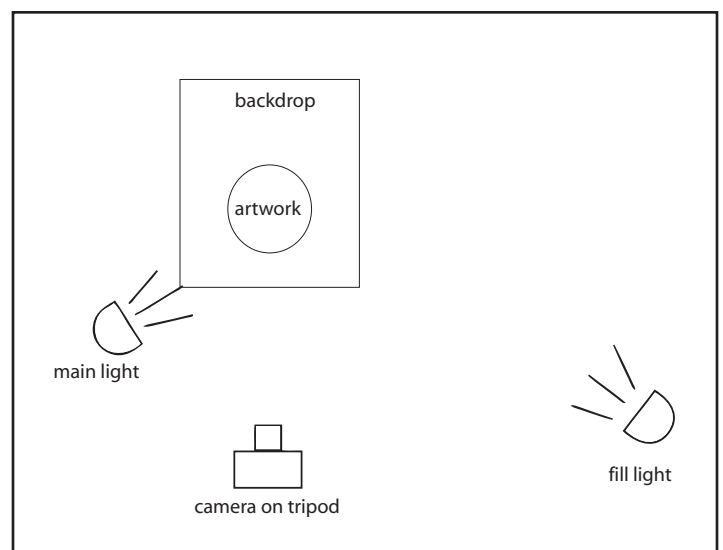 backdrop
artwork
main light
fill light
camera on tripod